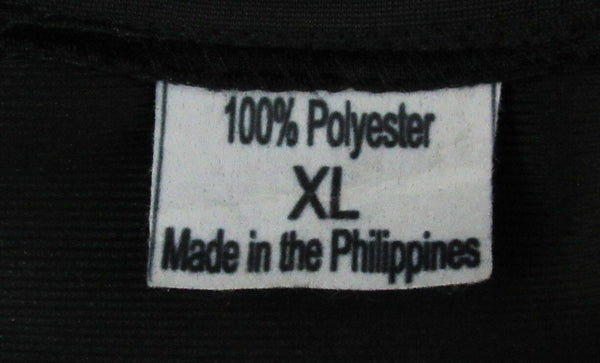 100% Polyester
XL
Made in the Philippines